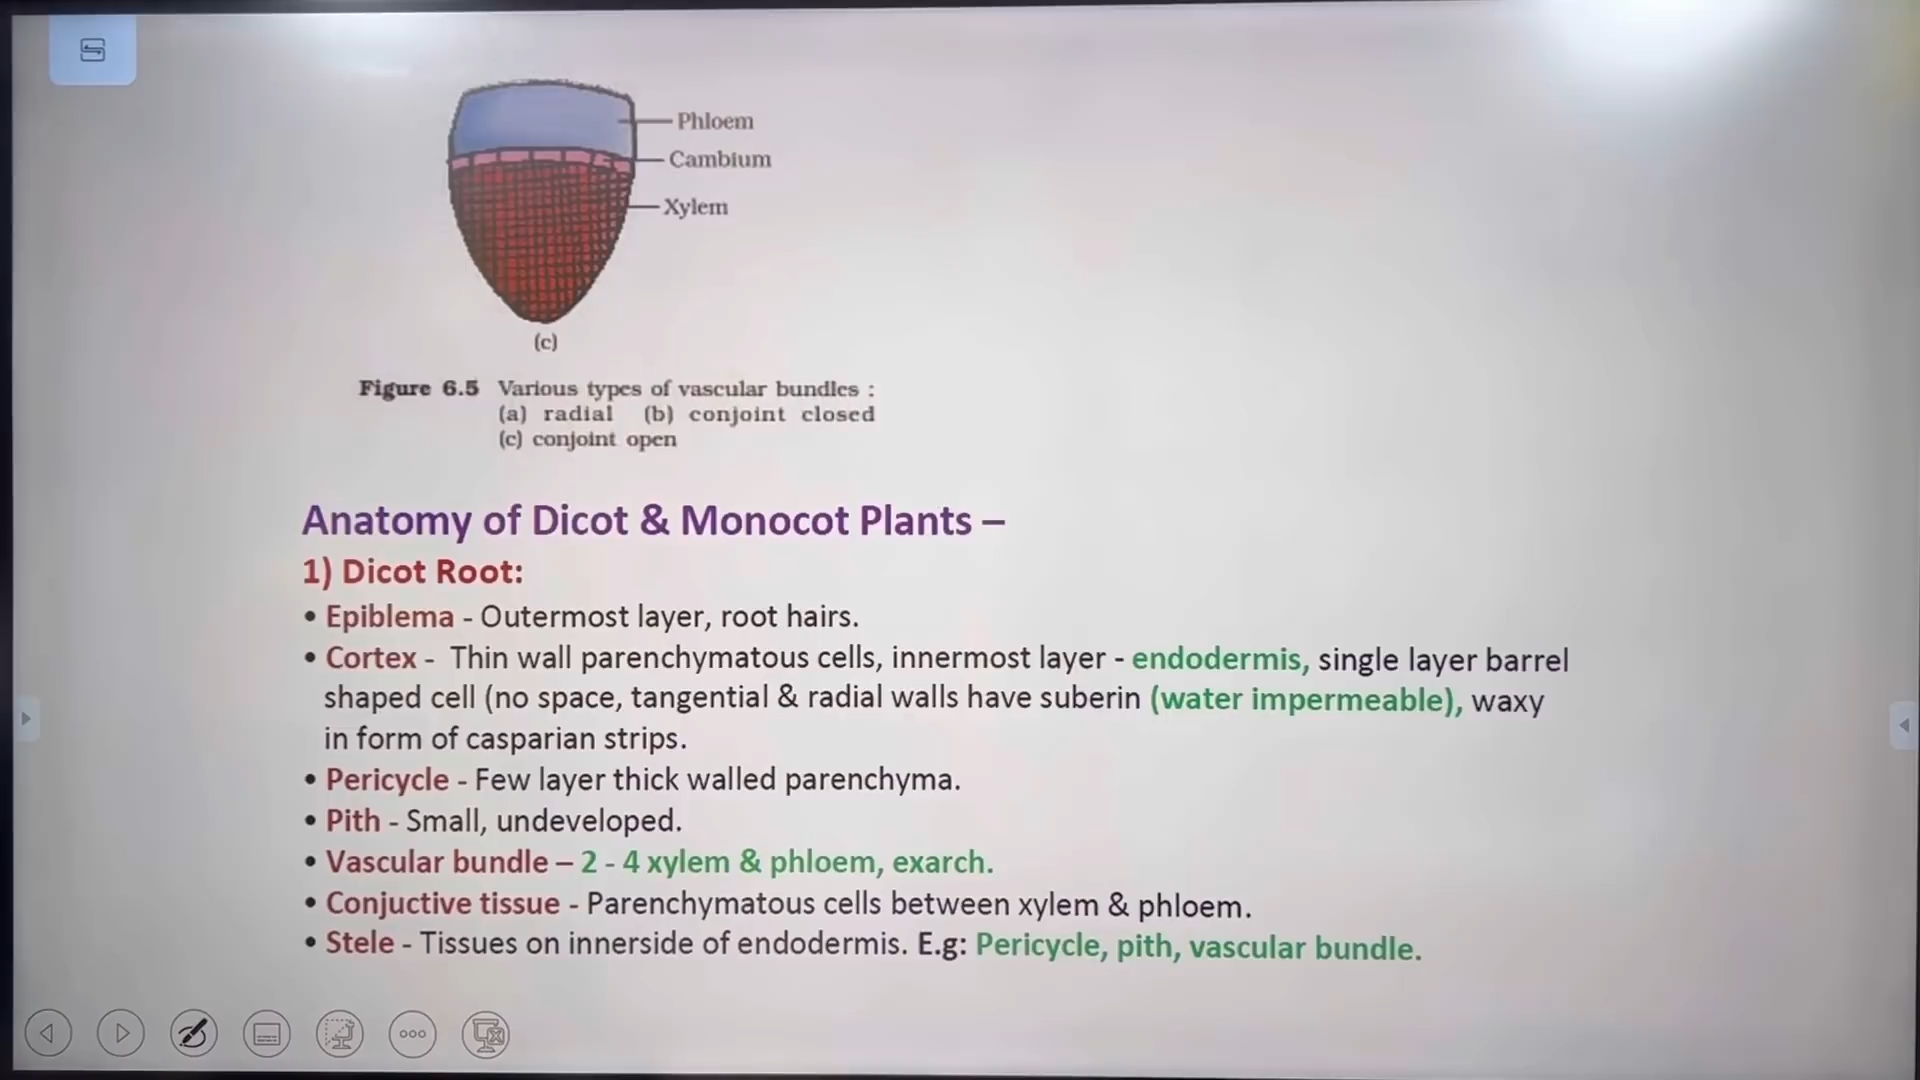 Phloem
Cambium
Xylem
(c)
Figure 6.5 Various types of vascular bundles :
(a) radial (b) conjoint closed
(c) conjoint open
Anatomy of Dicot & Monocot Plants –
1) Dicot Root:
• Epiblema - Outermost layer, root hairs.
• Cortex - Thin wall parenchymatous cells, innermost layer - endodermis, single layer barrel
shaped cell (no space, tangential & radial walls have suberin (water impermeable), waxy
in form of casparian strips.
• Pericycle - Few layer thick walled parenchyma.
• Pith - Small, undeveloped.
• Vascular bundle – 2 - 4 xylem & phloem, exarch.
• Conjuctive tissue - Parenchymatous cells between xylem & phloem.
• Stele - Tissues on innerside of endodermis. E.g: Pericycle, pith, vascular bundle.